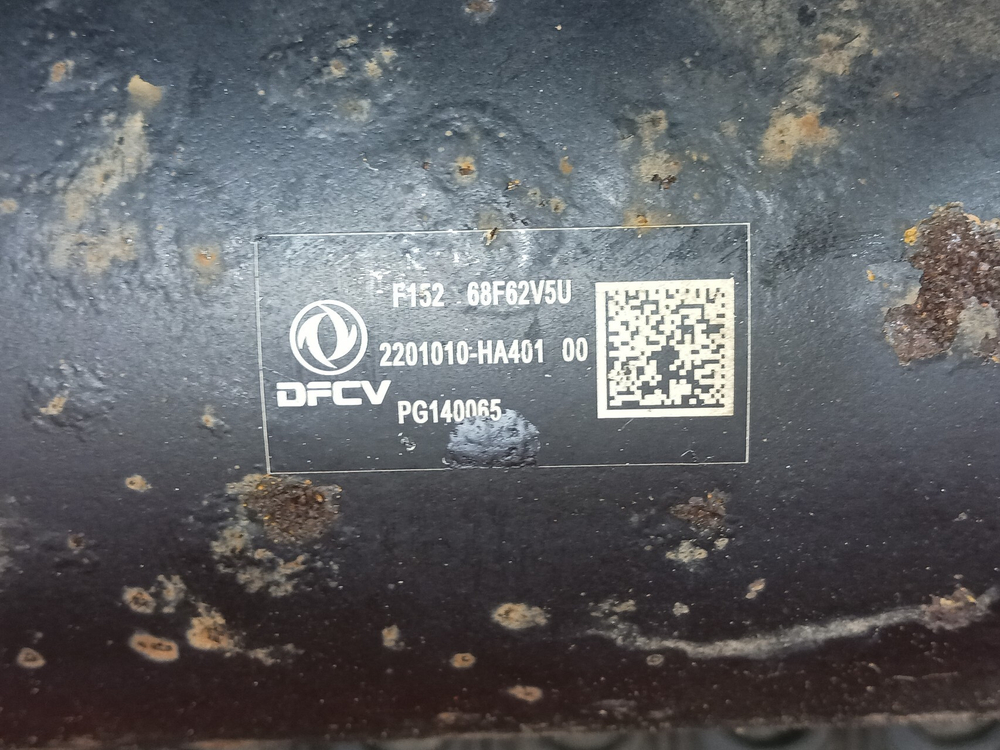 F152 68F62V5U
2201010-HA401 00
DFCV
PG140065